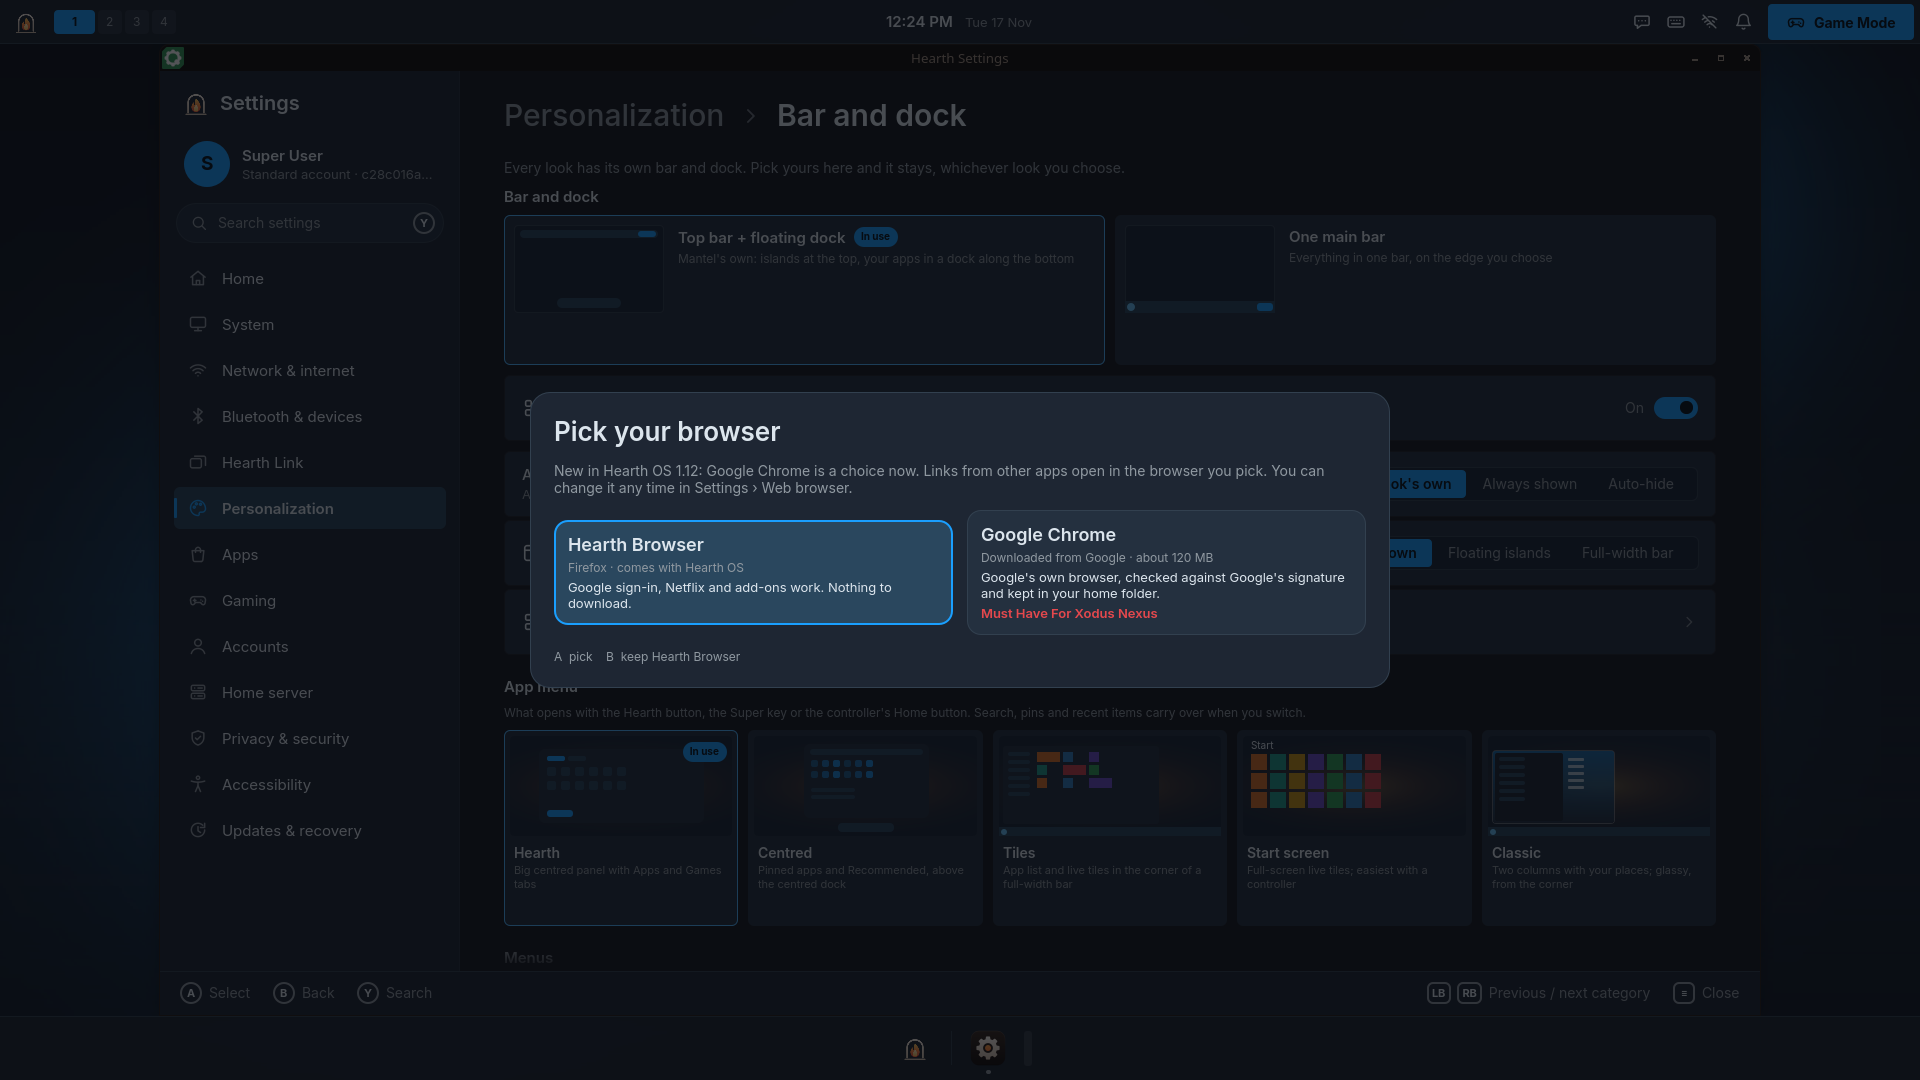 1 2 3 4
12:24 PM Tue 17 Nov
Game Mode
Hearth Settings
Settings
S
Super User
Standard account · c28c016a...
Search settings
Y
Home
System
Network & internet
Bluetooth & devices
Hearth Link
Personalization
Apps
Gaming
Accounts
Home server
Privacy & security
Accessibility
Updates & recovery
Personalization › Bar and dock
Every look has its own bar and dock. Pick yours here and it stays, whichever look you choose.
Bar and dock
Top bar + floating dock In use
Mantel's own: islands at the top, your apps in a dock along the bottom
One main bar
Everything in one bar, on the edge you choose
On
ok's own Always shown Auto-hide
own Floating islands Full-width bar
Pick your browser
New in Hearth OS 1.12: Google Chrome is a choice now. Links from other apps open in the browser you pick. You can
change it any time in Settings › Web browser.
Hearth Browser
Firefox · comes with Hearth OS
Google sign-in, Netflix and add-ons work. Nothing to
download.
Google Chrome
Downloaded from Google · about 120 MB
Google's own browser, checked against Google's signature
and kept in your home folder.
Must Have For Xodus Nexus
A pick B keep Hearth Browser
App menu
What opens with the Hearth button, the Super key or the controller's Home button. Search, pins and recent items carry over when you switch.
In use
Hearth
Big centred panel with Apps and Games
tabs
Centred
Pinned apps and Recommended, above
the centred dock
Tiles
App list and live tiles in the corner of a
full-width bar
Start
Start screen
Full-screen live tiles; easiest with a
controller
Classic
Two columns with your places; glassy,
from the corner
Menus
A Select B Back Y Search
LB RB Previous / next category ≡ Close